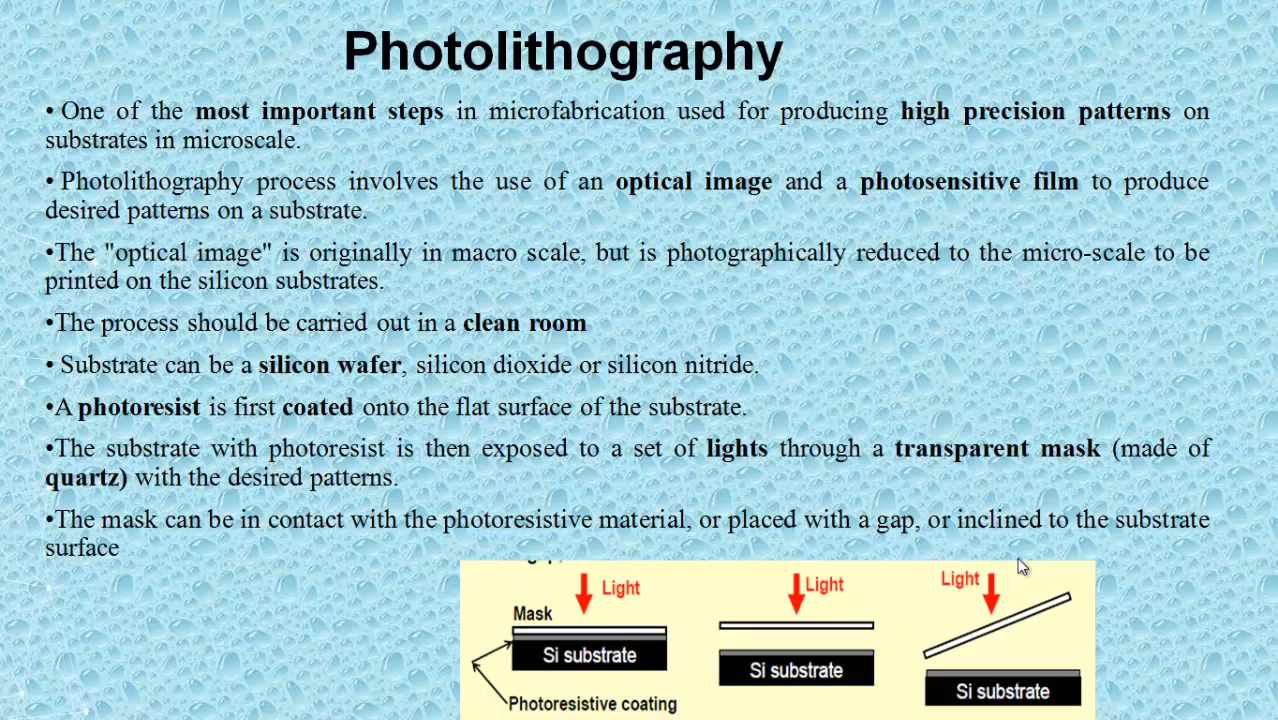 Photolithography
• One of the most important steps in microfabrication used for producing high precision patterns on
substrates in microscale.
• Photolithography process involves the use of an optical image and a photosensitive film to produce
desired patterns on a substrate.
•The "optical image" is originally in macro scale, but is photographically reduced to the micro-scale to be
printed on the silicon substrates.
•The process should be carried out in a clean room
• Substrate can be a silicon wafer, silicon dioxide or silicon nitride.
•A photoresist is first coated onto the flat surface of the substrate.
•The substrate with photoresist is then exposed to a set of lights through a transparent mask (made of
quartz) with the desired patterns.
•The mask can be in contact with the photoresistive material, or placed with a gap, or inclined to the substrate
surface
Light
Mask
Si substrate
Photoresistive coating
Light
Si substrate
Light
Si substrate